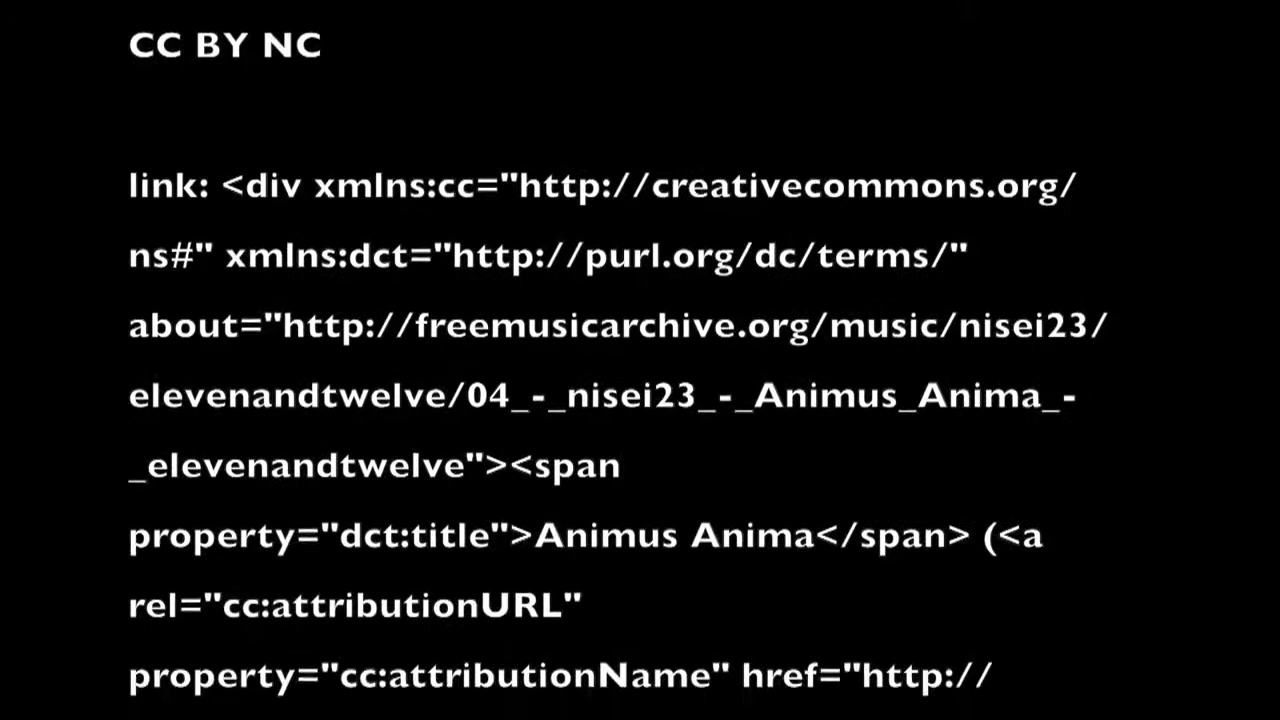 CC BY NC
link: <div xmlns:cc="http://creativecommons.org/
ns#" xmlns:dct="http://purl.org/dc/terms/"
about="http://freemusicarchive.org/music/nisei23/
elevenandtwelve/04_-_nisei23_-_Animus_Anima_-
_elevenandtwelve"><span
property="dct:title">Animus Anima</span> (<a
rel="cc:attributionURL"
property="cc:attributionName" href="http://